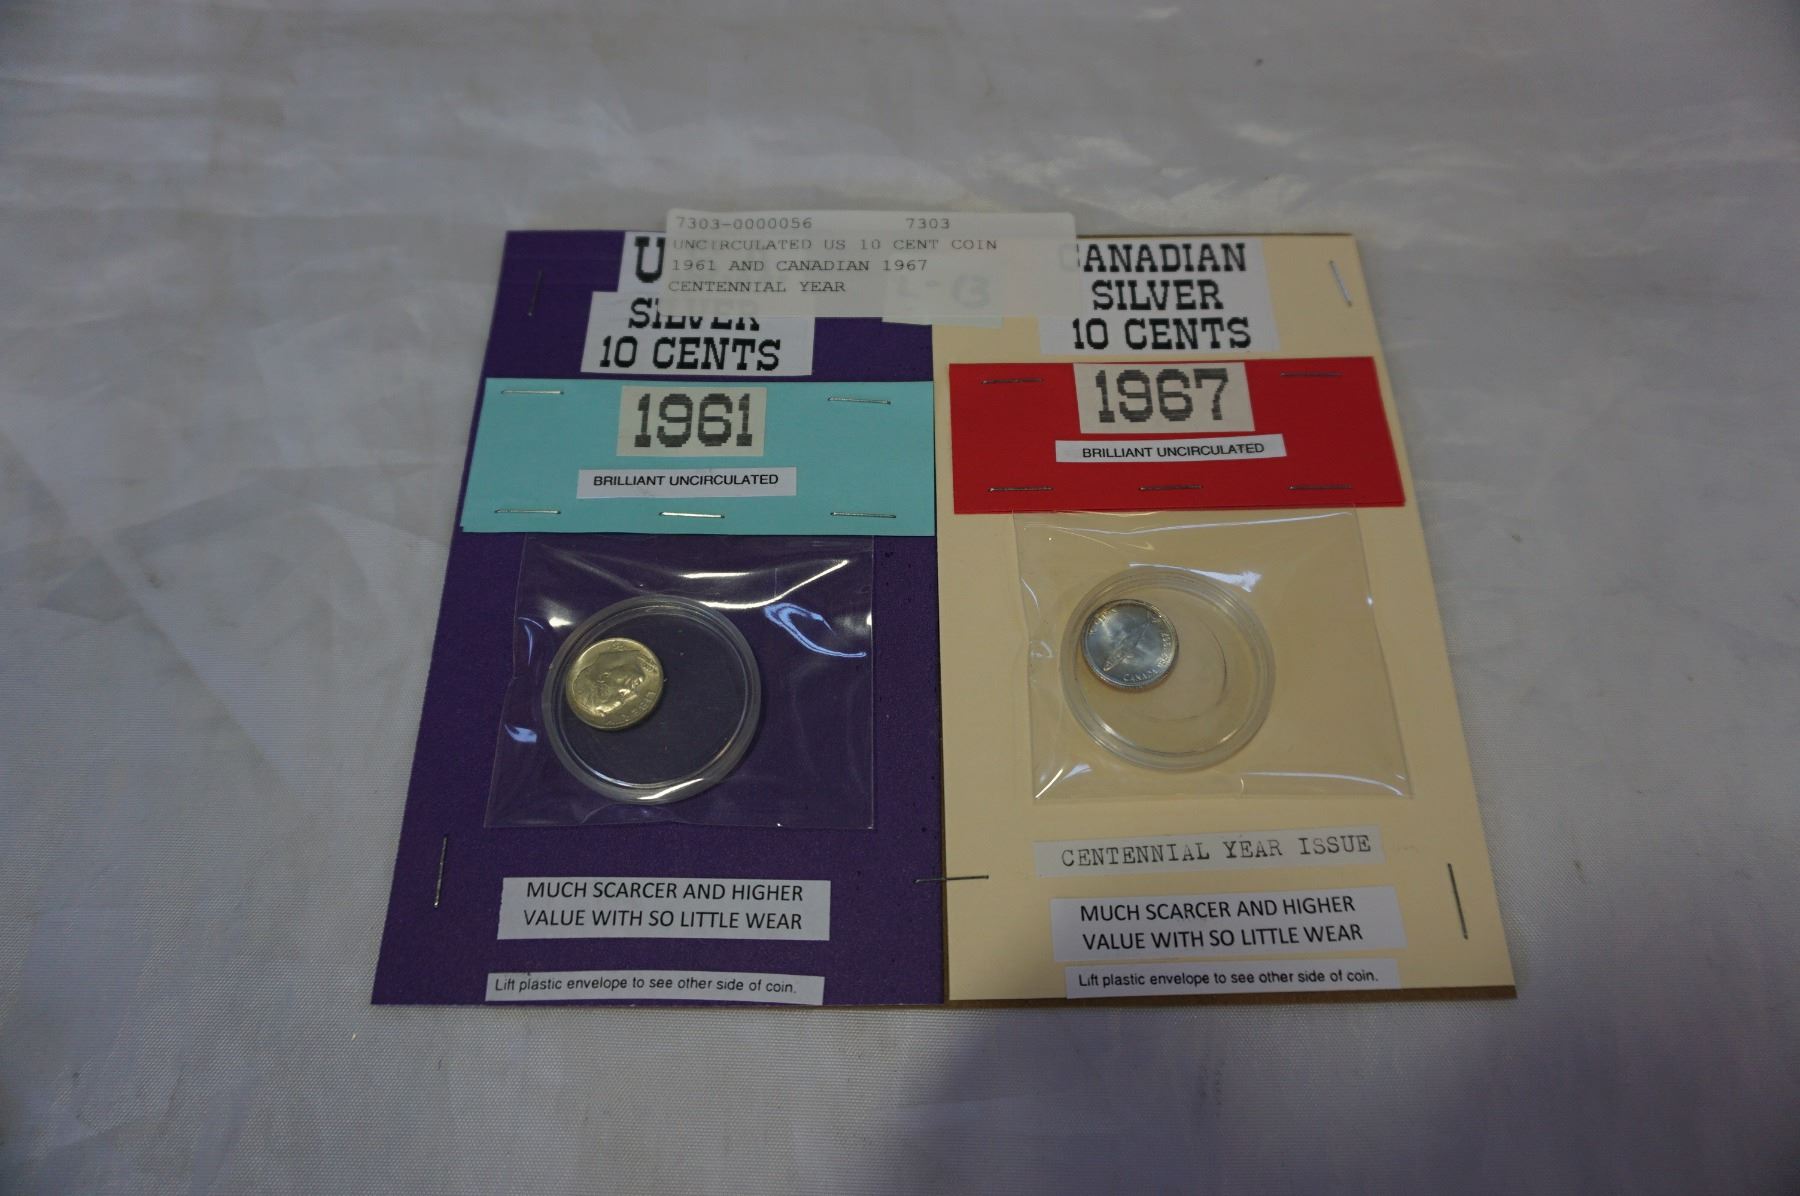 7303-0000056 7303
UNCIRCULATED US 10 CENT COIN
1961 AND CANADIAN 1967
CENTENNIAL YEAR
U
SILVER
10 CENTS
1961
BRILLIANT UNCIRCULATED
LIBERTY
MUCH SCARCER AND HIGHER
VALUE WITH SO LITTLE WEAR
Lift plastic envelope to see other side of coin.
CANADIAN
SILVER
10 CENTS
1967
BRILLIANT UNCIRCULATED
CANADA
CENTENNIAL YEAR ISSUE
MUCH SCARCER AND HIGHER
VALUE WITH SO LITTLE WEAR
Lift plastic envelope to see other side of coin.